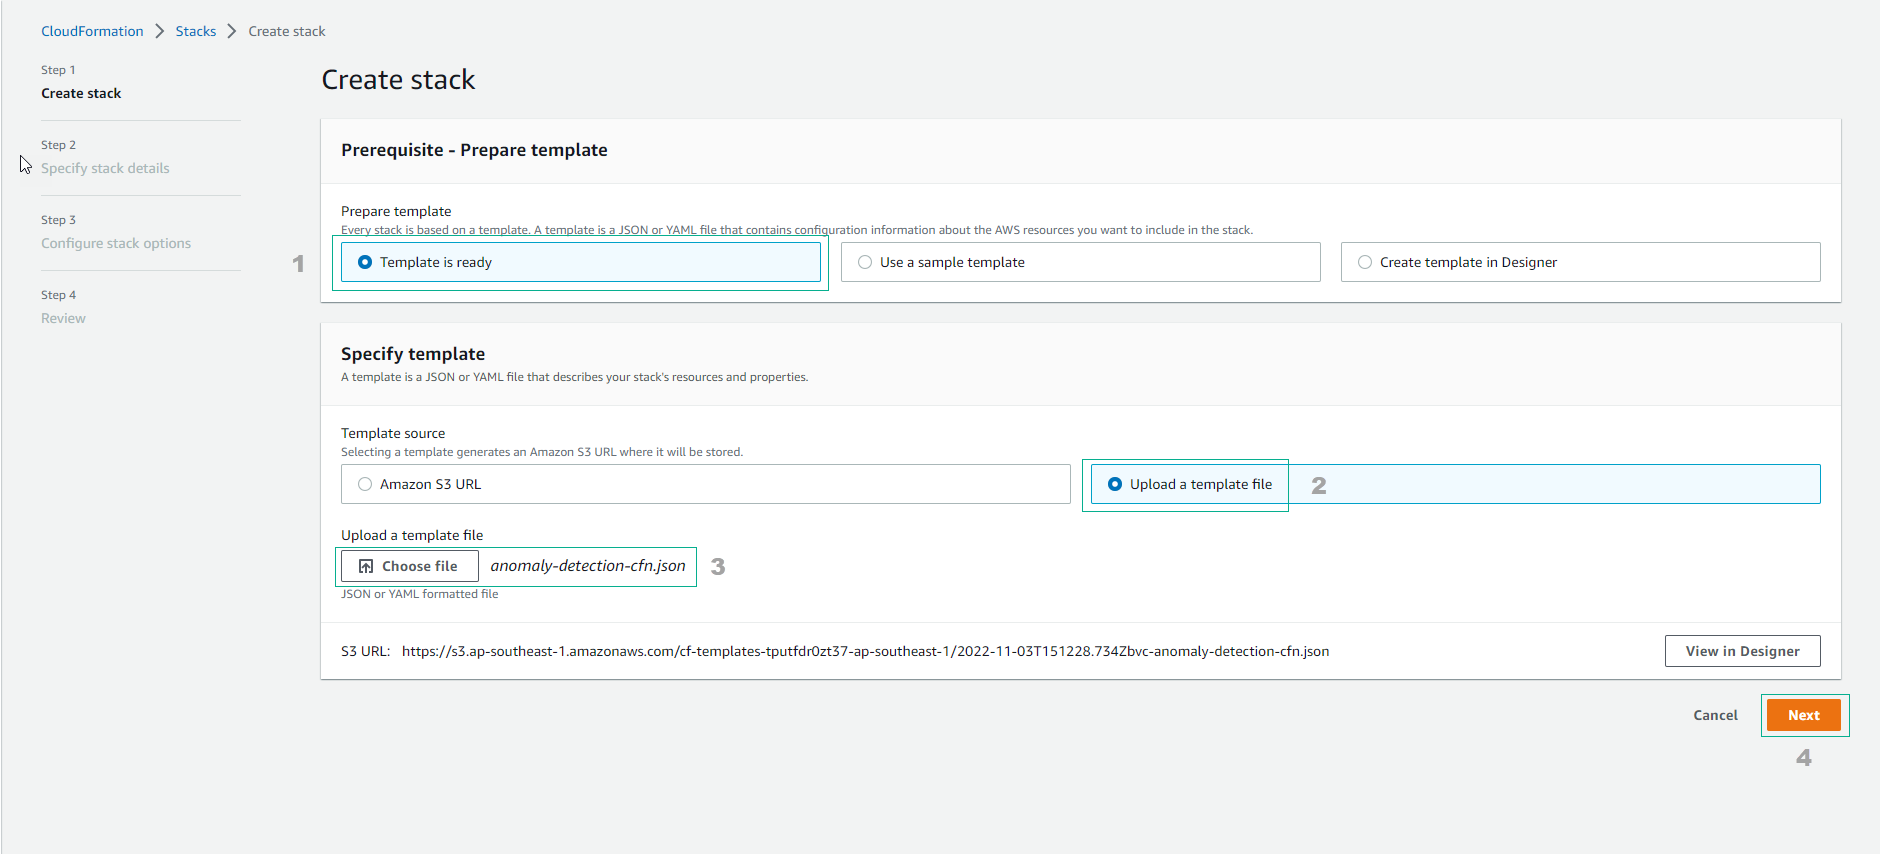 CloudFormation > Stacks > Create stack
Step 1
Create stack
Step 2
Specify stack details
Step 3
Configure stack options
Step 4
Review
Create stack
Prerequisite - Prepare template
Prepare template
Every stack is based on a template. A template is a JSON or YAML file that contains configuration information about the AWS resources you want to include in the stack.
1
Template is ready
Use a sample template
Create template in Designer
Specify template
A template is a JSON or YAML file that describes your stack's resources and properties.
Template source
Selecting a template generates an Amazon S3 URL where it will be stored.
Amazon S3 URL
Upload a template file
2
Upload a template file
Choose file
anomaly-detection-cfn.json
3
JSON or YAML formatted file
S3 URL: https://s3.ap-southeast-1.amazonaws.com/cf-templates-tputfdr0zt37-ap-southeast-1/2022-11-03T151228.734Zbvc-anomaly-detection-cfn.json
View in Designer
Cancel
Next
4